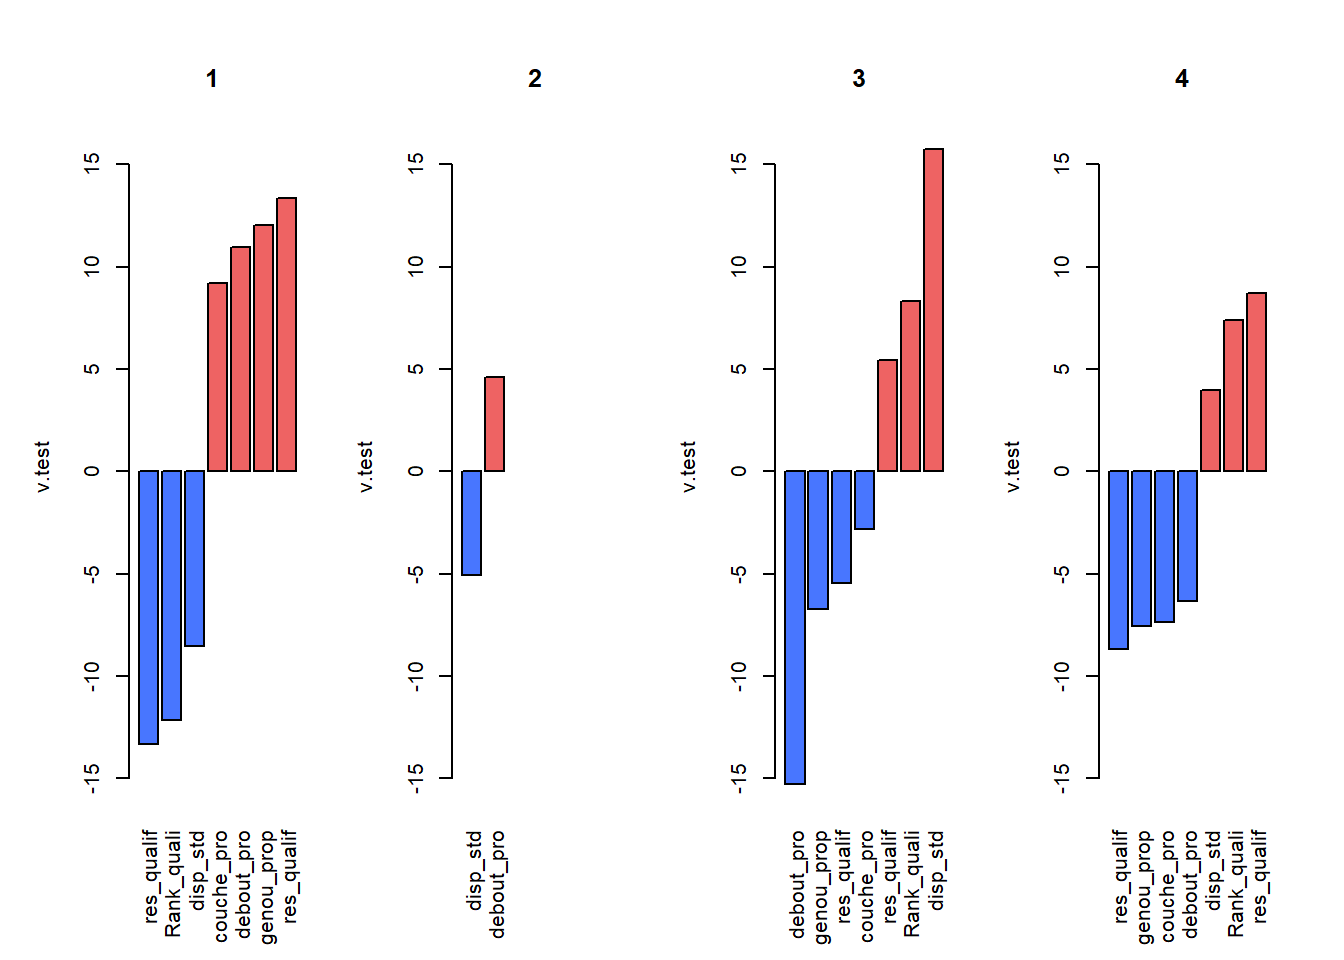 1
v.test
15
10
5
0
-5
-10
-15
res_qualif
Rank_quali
disp_std
couche_pro
debout_pro
genou_prop
res_qualif
2
v.test
15
10
5
0
-5
-10
-15
disp_std
debout_pro
3
v.test
15
10
5
0
-5
-10
-15
debout_pro
genou_prop
res_qualif
couche_pro
res_qualif
Rank_quali
disp_std
4
v.test
15
10
5
0
-5
-10
-15
res_qualif
genou_prop
couche_pro
debout_pro
disp_std
Rank_quali
res_qualif